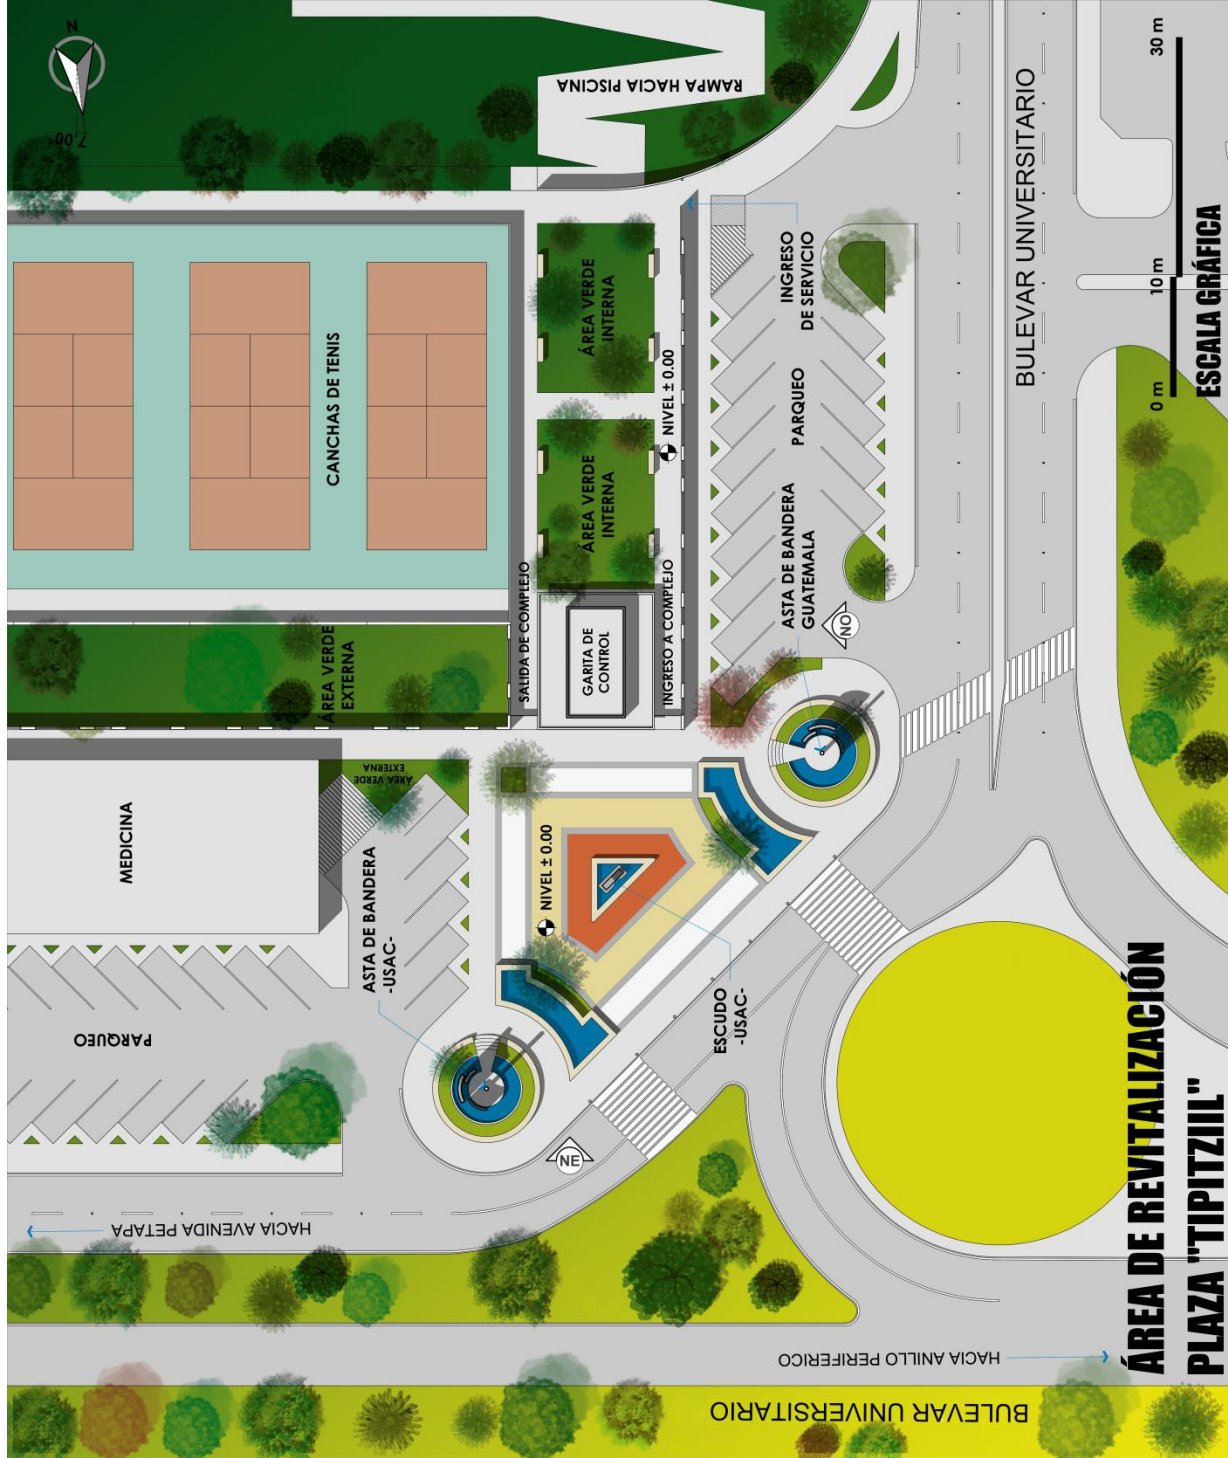 N
7.00°
RAMPA HACIA PISCINA
BULEVAR UNIVERSITARIO
30 m
10 m
0 m
ESCALA GRÁFICA
CANCHAS DE TENIS
ÁREA VERDE
INTERNA
ÁREA VERDE
INTERNA
NIVEL ± 0.00
INGRESO
DE SERVICIO
PARQUEO
ASTA DE BANDERA
GUATEMALA
NO
SALIDA DE COMPLEJO
GARITA DE
CONTROL
INGRESO A COMPLEJO
ÁREA VERDE
EXTERNA
MEDICINA
ÁREA VERDE
EXTERNA
NIVEL ± 0.00
ASTA DE BANDERA
-USAC-
ESCUDO
-USAC-
PARQUEO
NE
HACIA AVENIDA PETAPA
HACIA ANILLO PERIFERICO
BULEVAR UNIVERSITARIO
ÁREA DE REVITALIZACIÓN
PLAZA "TIPITZIIL"